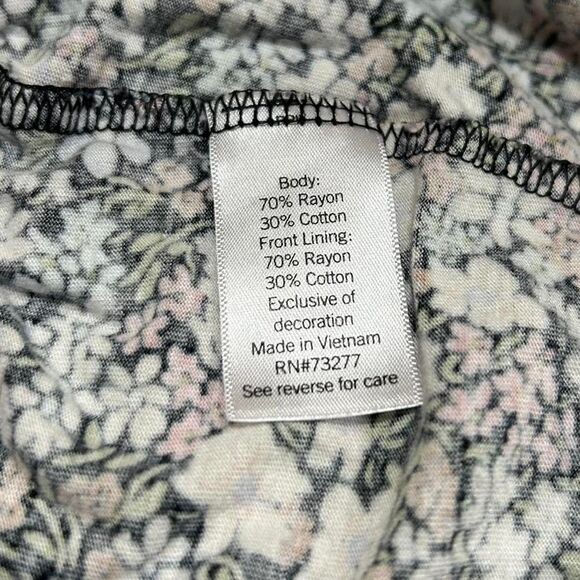 Body:
70% Rayon
30% Cotton
Front Lining:
70% Rayon
30% Cotton
Exclusive of
decoration
Made in Vietnam
RN#73277
See reverse for care